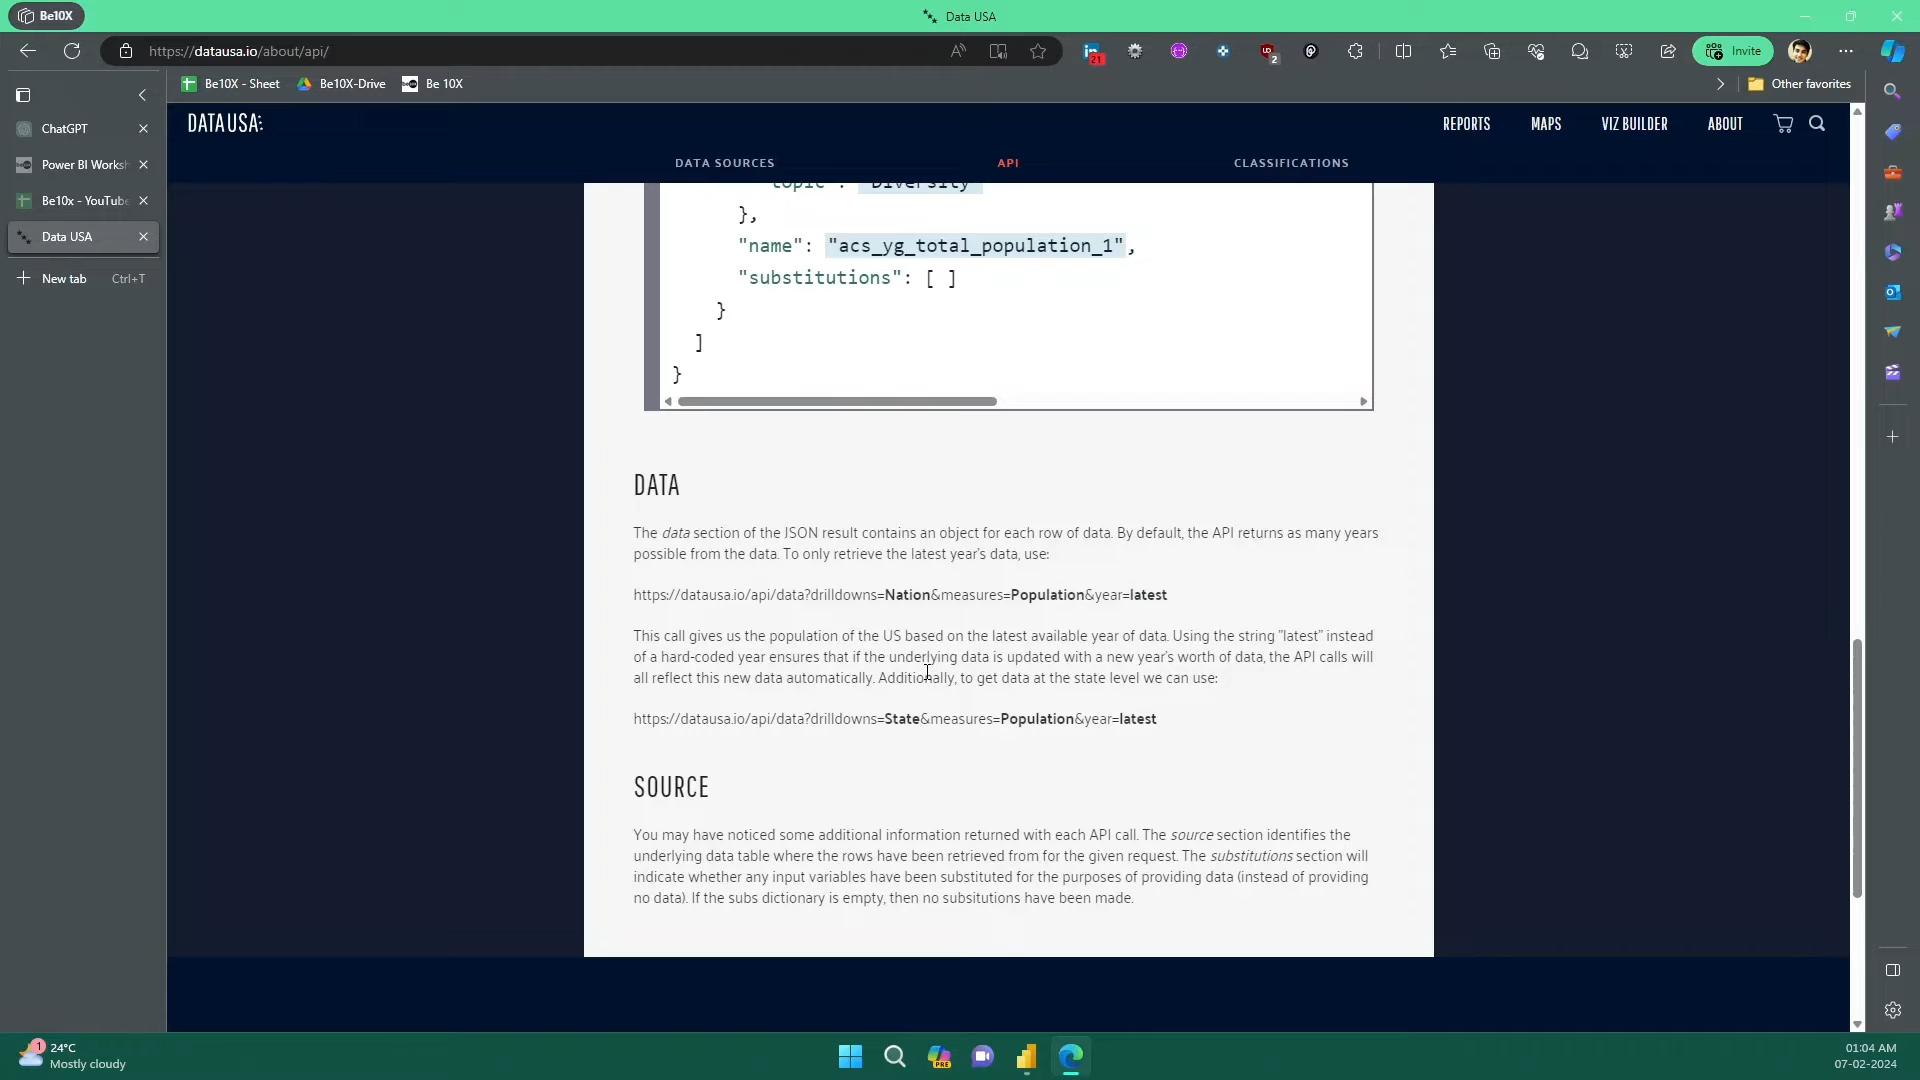 Be10X
Data USA
https://datausa.io/about/api/
21
2
Invite
Be10X - Sheet
Be10X-Drive
Be 10X
Other favorites
ChatGPT
Power BI Worksh
Be10x - YouTube
Data USA
New tab
Ctrl+T
DATA USA:
REPORTS
MAPS
VIZ BUILDER
ABOUT
DATA SOURCES
API
CLASSIFICATIONS
"topic": "Diversity"
},
"name": "acs_yg_total_population_1",
"substitutions": [ ]
}
]
}
DATA
The data section of the JSON result contains an object for each row of data. By default, the API returns as many years
possible from the data. To only retrieve the latest year's data, use:
https://datausa.io/api/data?drilldowns=Nation&measures=Population&year=latest
This call gives us the population of the US based on the latest available year of data. Using the string "latest" instead
of a hard-coded year ensures that if the underlying data is updated with a new year's worth of data, the API calls will
all reflect this new data automatically. Additionally, to get data at the state level we can use:
https://datausa.io/api/data?drilldowns=State&measures=Population&year=latest
SOURCE
You may have noticed some additional information returned with each API call. The source section identifies the
underlying data table where the rows have been retrieved from for the given request. The substitutions section will
indicate whether any input variables have been substituted for the purposes of providing data (instead of providing
no data). If the subs dictionary is empty, then no subsitutions have been made.
1
24°C
Mostly cloudy
PRE
01:04 AM
07-02-2024